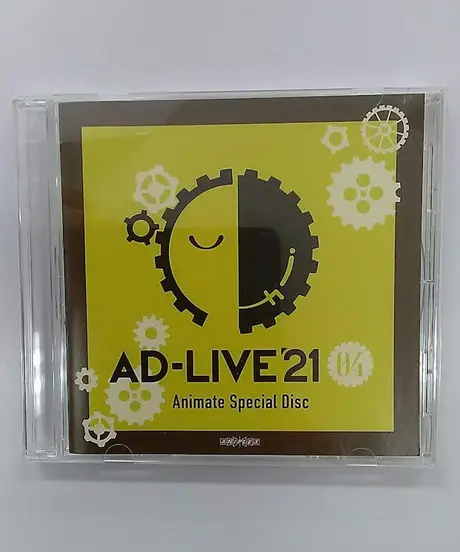 AD-LIVE'21 04
Animate Special Disc